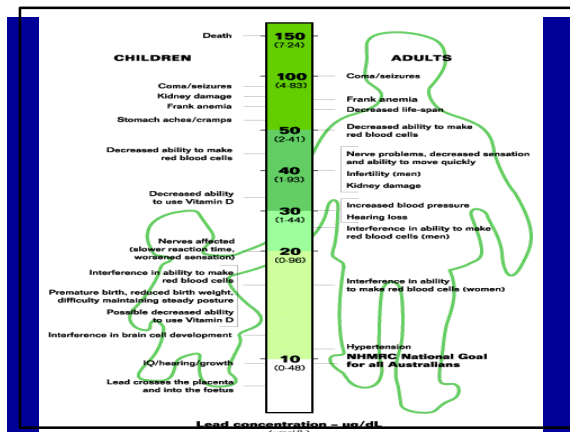 CHILDREN
ADULTS
Death
150
(7-24)
100
(4-83)
Coma/seizures
Kidney damage
Frank anemia
Stomach aches/cramps
Coma/seizures
Frank anemia
Decreased life-span
50
(2-41)
Decreased ability to make
red blood cells
Decreased ability to make
red blood cells
Nerve problems, decreased sensation
and ability to move quickly
40
(1-93)
Infertility (men)
Kidney damage
Decreased ability
to use Vitamin D
30
(1-44)
Increased blood pressure
Hearing loss
Interference in ability to make
red blood cells (men)
Nerves affected
(slower reaction time,
worsened sensation)
20
(0-96)
Interference in ability to make
red blood cells
Premature birth, reduced birth weight,
difficulty maintaining steady posture
Possible decreased ability
to use Vitamin D
Interference in ability
to make red blood cells (women)
Interference in brain cell development
10
(0-48)
Hypertension
NHMRC National Goal
for all Australians
IQ/hearing/growth
Lead crosses the placenta
and into the foetus
Lead concentration – ug/dL